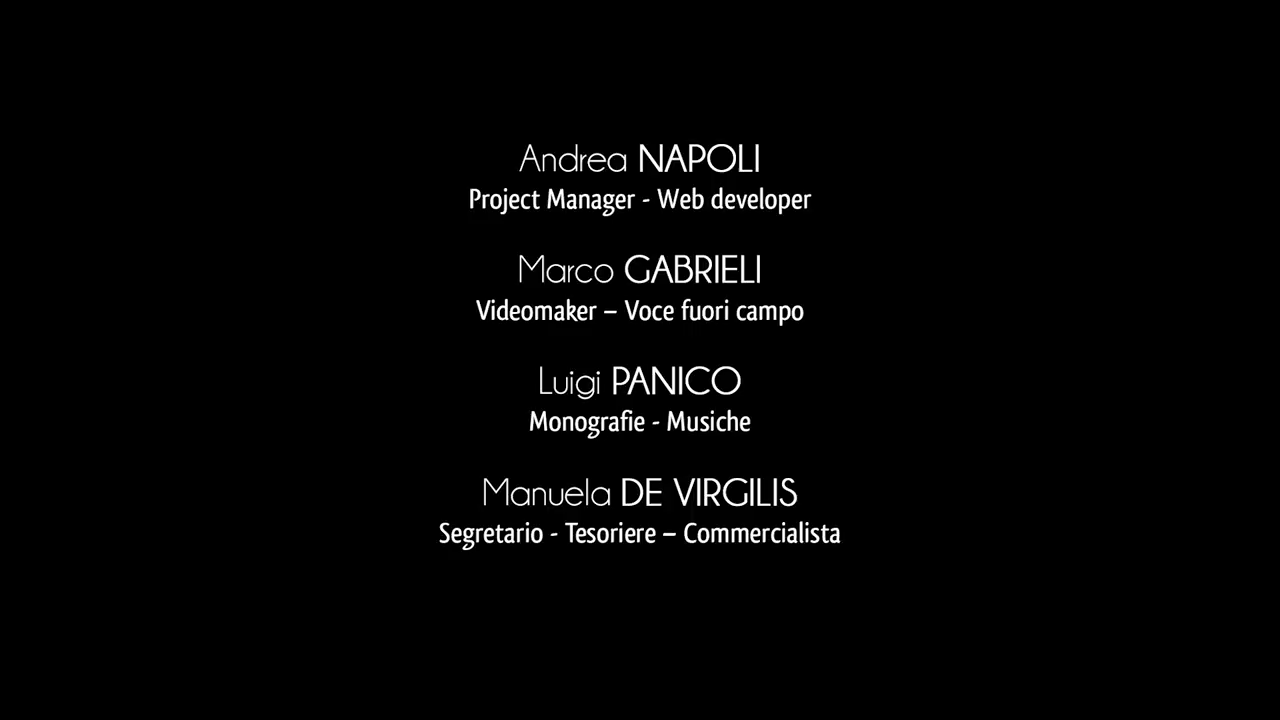 Andrea NAPOLI
Project Manager - Web developer
Marco GABRIELI
Videomaker – Voce fuori campo
Luigi PANICO
Monografie - Musiche
Manuela DE VIRGILIS
Segretario - Tesoriere – Commercialista